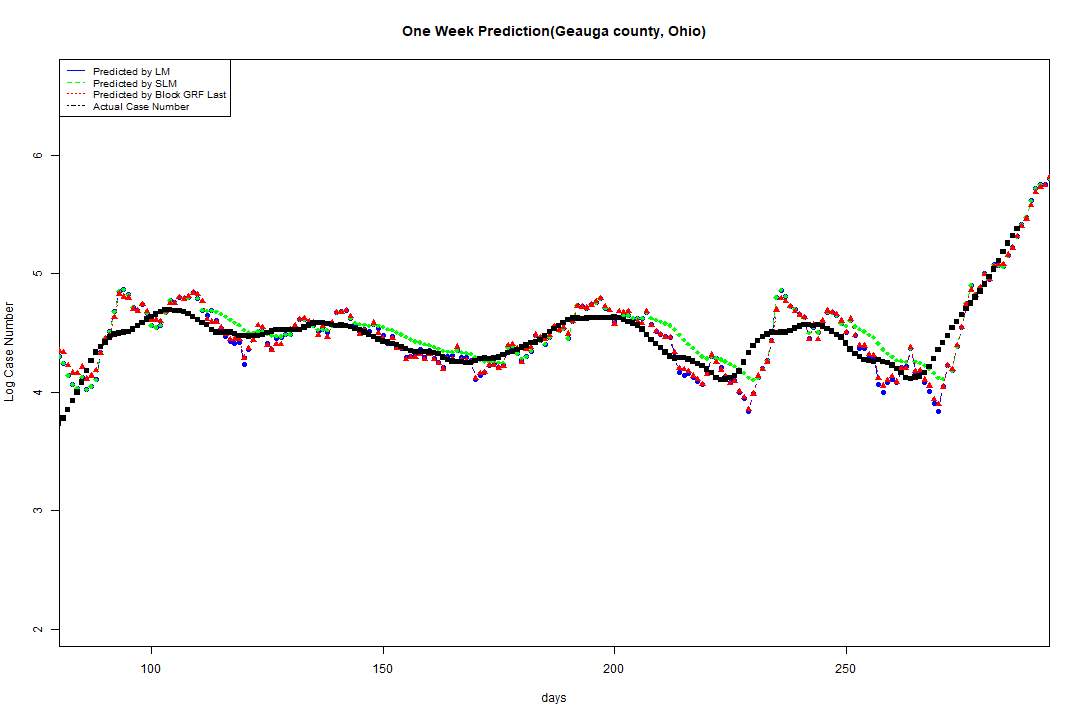 One Week Prediction(Geauga county, Ohio)
Predicted by LM
Predicted by SLM
Predicted by Block GRF Last
Actual Case Number
Log Case Number
6
5
4
3
2
100 150 200 250
days